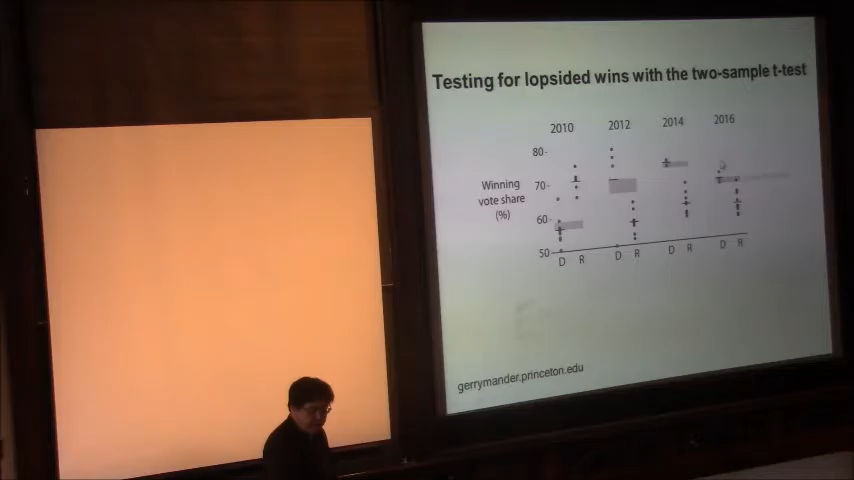 Testing for lopsided wins with the two-sample t-test
2010 2012 2014 2016
80-
Winning
vote share
(%)
70-
60-
50
D R D R D R D R
gerrymander.princeton.edu